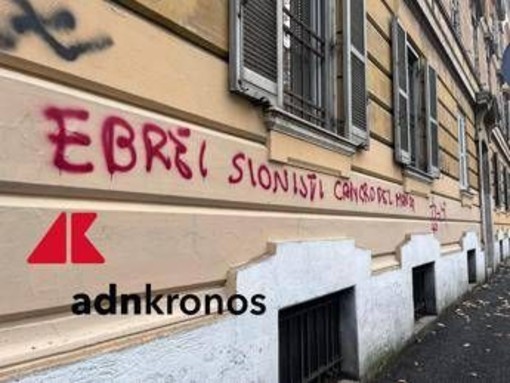 EBREI SIONISTI CANCRO DEL MONDO
adnkronos